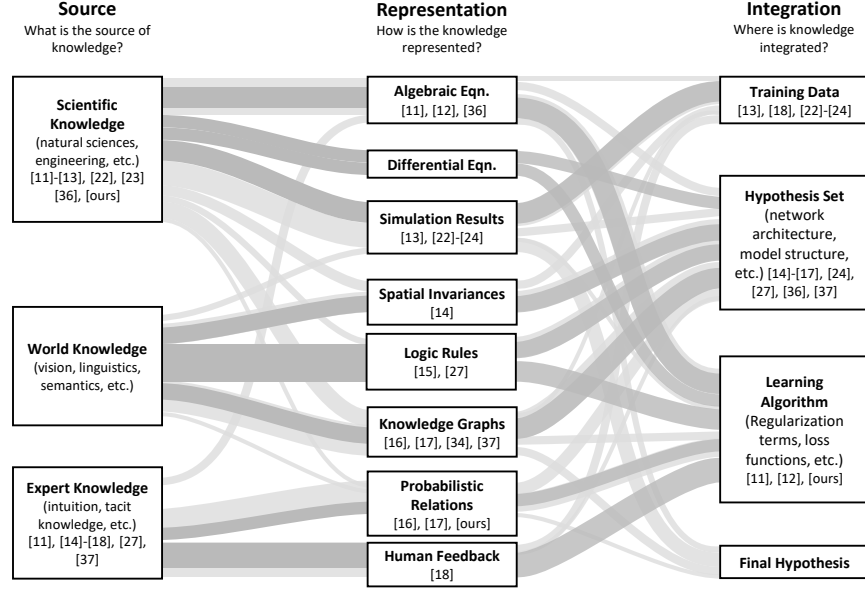 Source
What is the source of
knowledge?
Scientific
Knowledge
(natural sciences,
engineering, etc.)
[11]-[13], [22], [23]
[36], [ours]
World Knowledge
(vision, linguistics,
semantics, etc.)
Expert Knowledge
(intuition, tacit
knowledge, etc.)
[11], [14]-[18], [27],
[37]
Representation
How is the knowledge
represented?
Algebraic Eqn.
[11], [12], [36]
Differential Eqn.
Simulation Results
[13], [22]-[24]
Spatial Invariances
[14]
Logic Rules
[15], [27]
Knowledge Graphs
[16], [17], [34], [37]
Probabilistic
Relations
[16], [17], [ours]
Human Feedback
[18]
Integration
Where is knowledge
integrated?
Training Data
[13], [18], [22]-[24]
Hypothesis Set
(network
architecture,
model structure,
etc.) [14]-[17], [24],
[27], [36], [37]
Learning
Algorithm
(Regularization
terms, loss
functions, etc.)
[11], [12], [ours]
Final Hypothesis